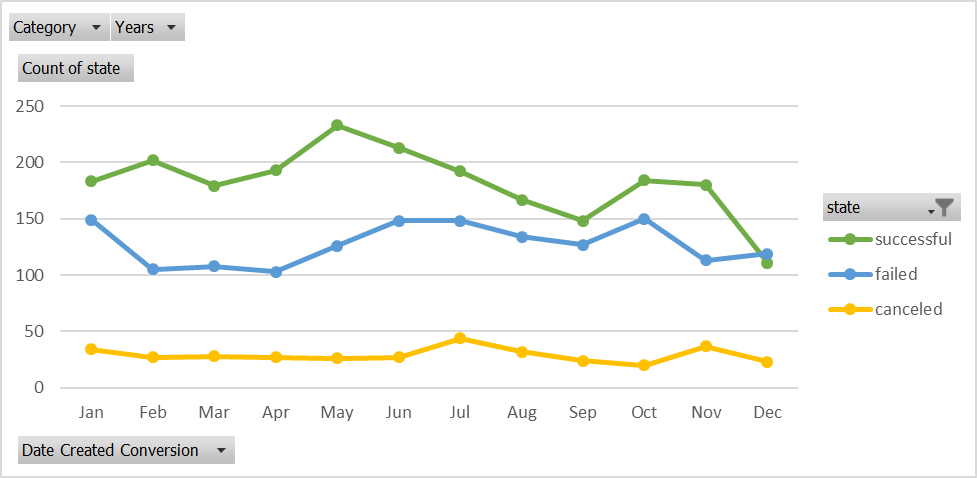 Category Years
Count of state
250
200
150
100
50
0
Jan Feb Mar Apr May Jun Jul Aug Sep Oct Nov Dec
state
successful
failed
canceled
Date Created Conversion